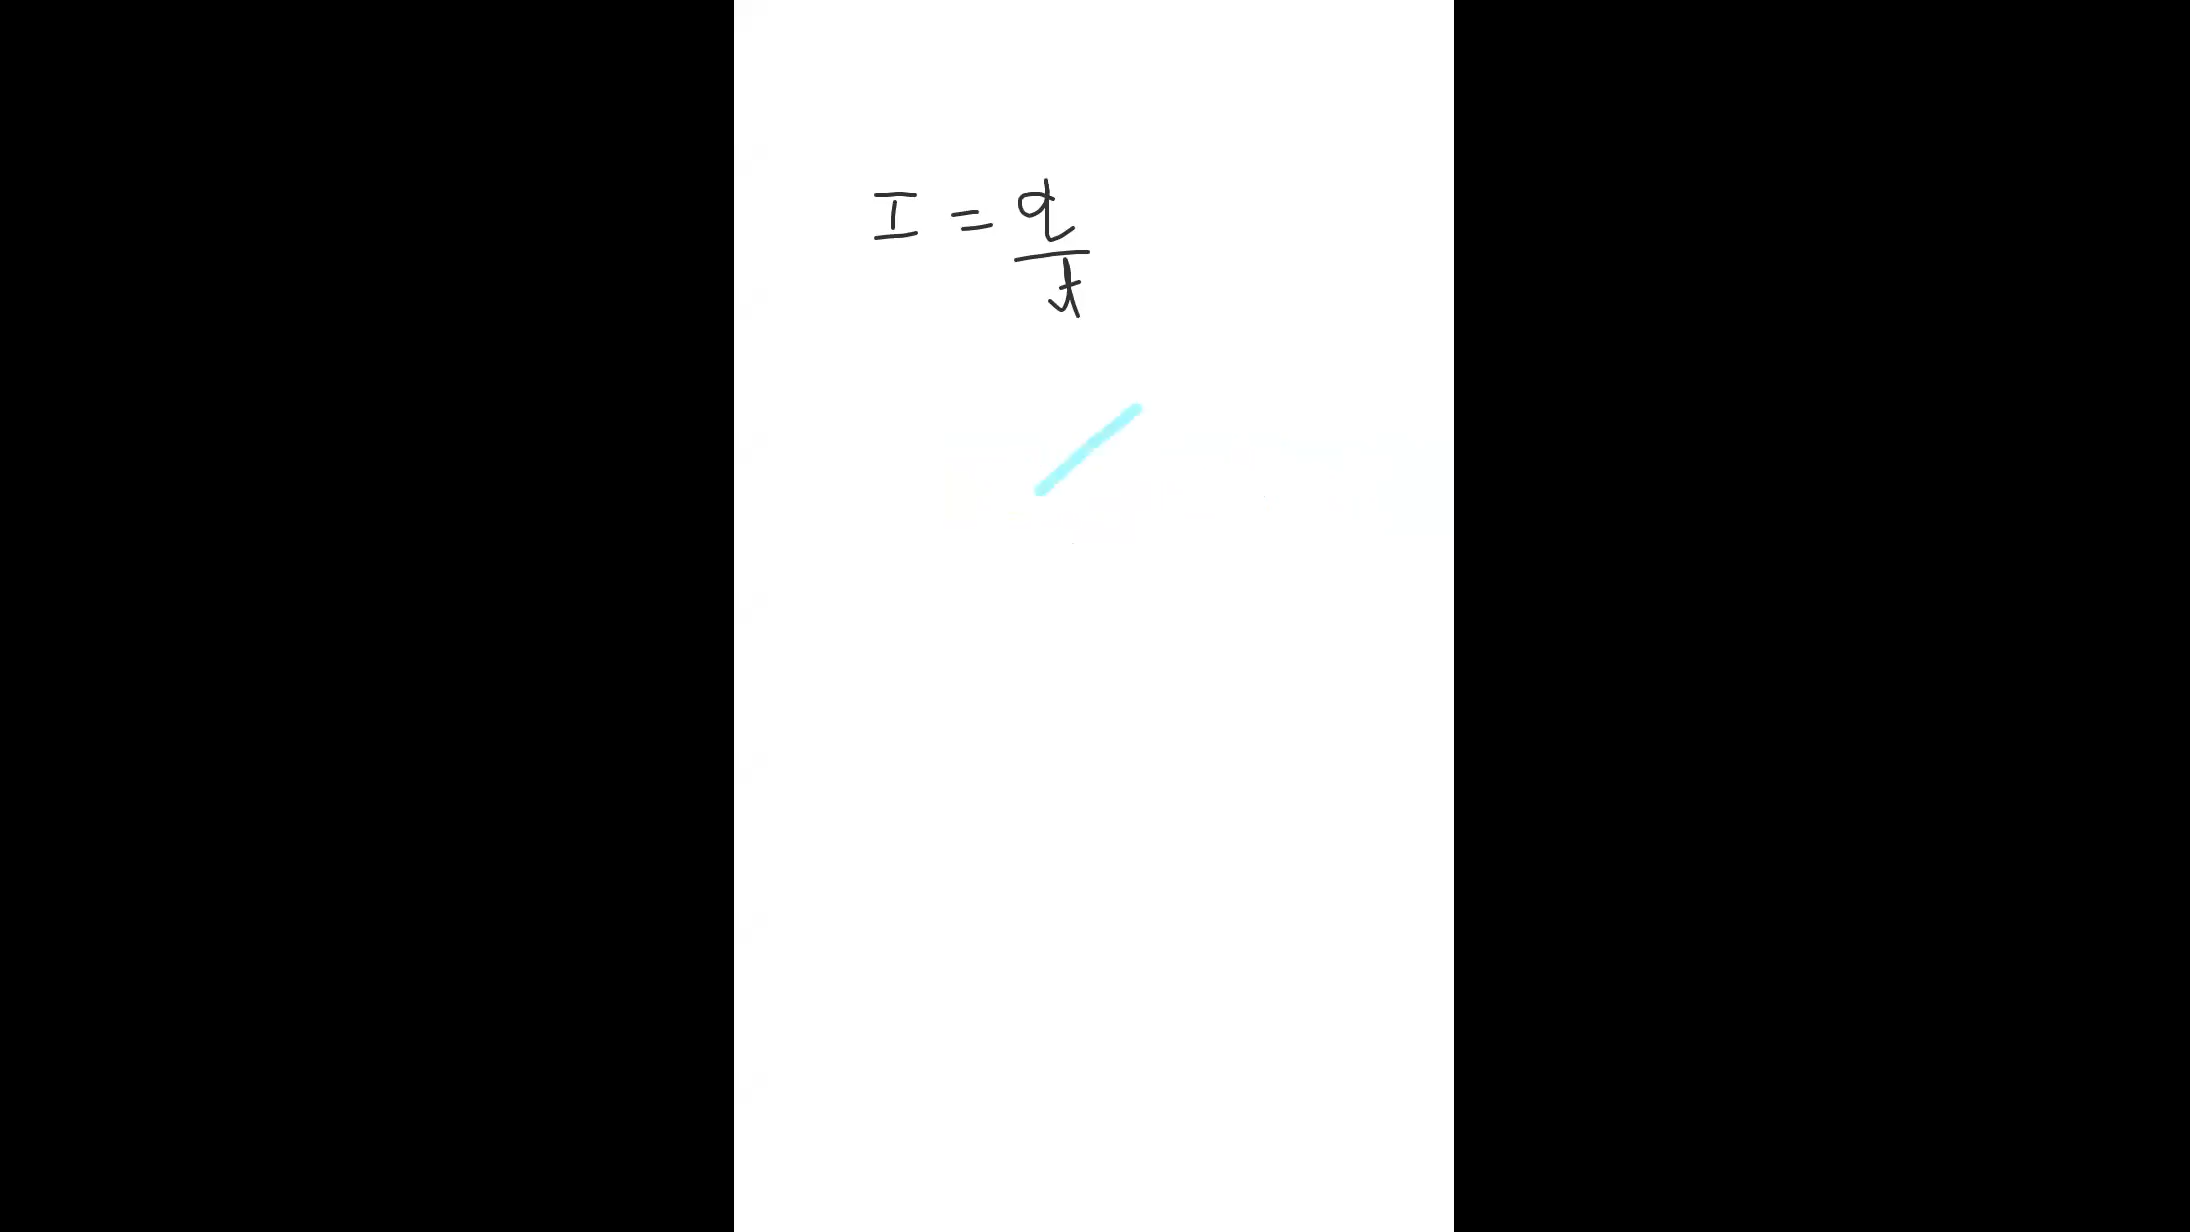 I = q/t